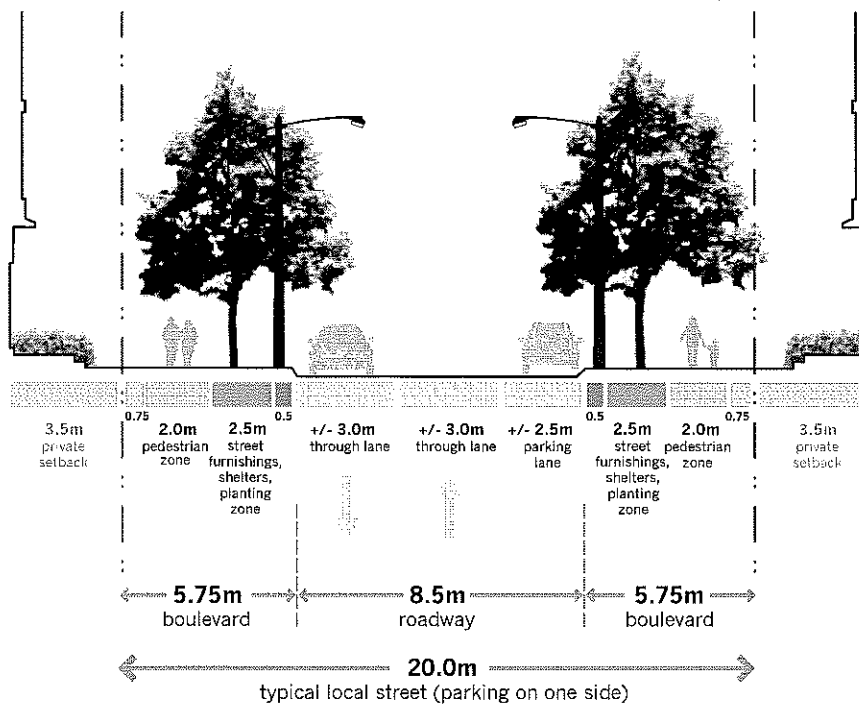 0.75
0.5
0.5
0.75
3.5m
private
setback
2.0m
pedestrian
zone
2.5m
street
furnishings,
shelters,
planting
zone
+/- 3.0m
through lane
+/- 3.0m
through lane
+/- 2.5m
parking
lane
2.5m
street
furnishings,
shelters,
planting
zone
2.0m
pedestrian
zone
3.5m
private
setback
5.75m
boulevard
8.5m
roadway
5.75m
boulevard
20.0m
typical local street (parking on one side)